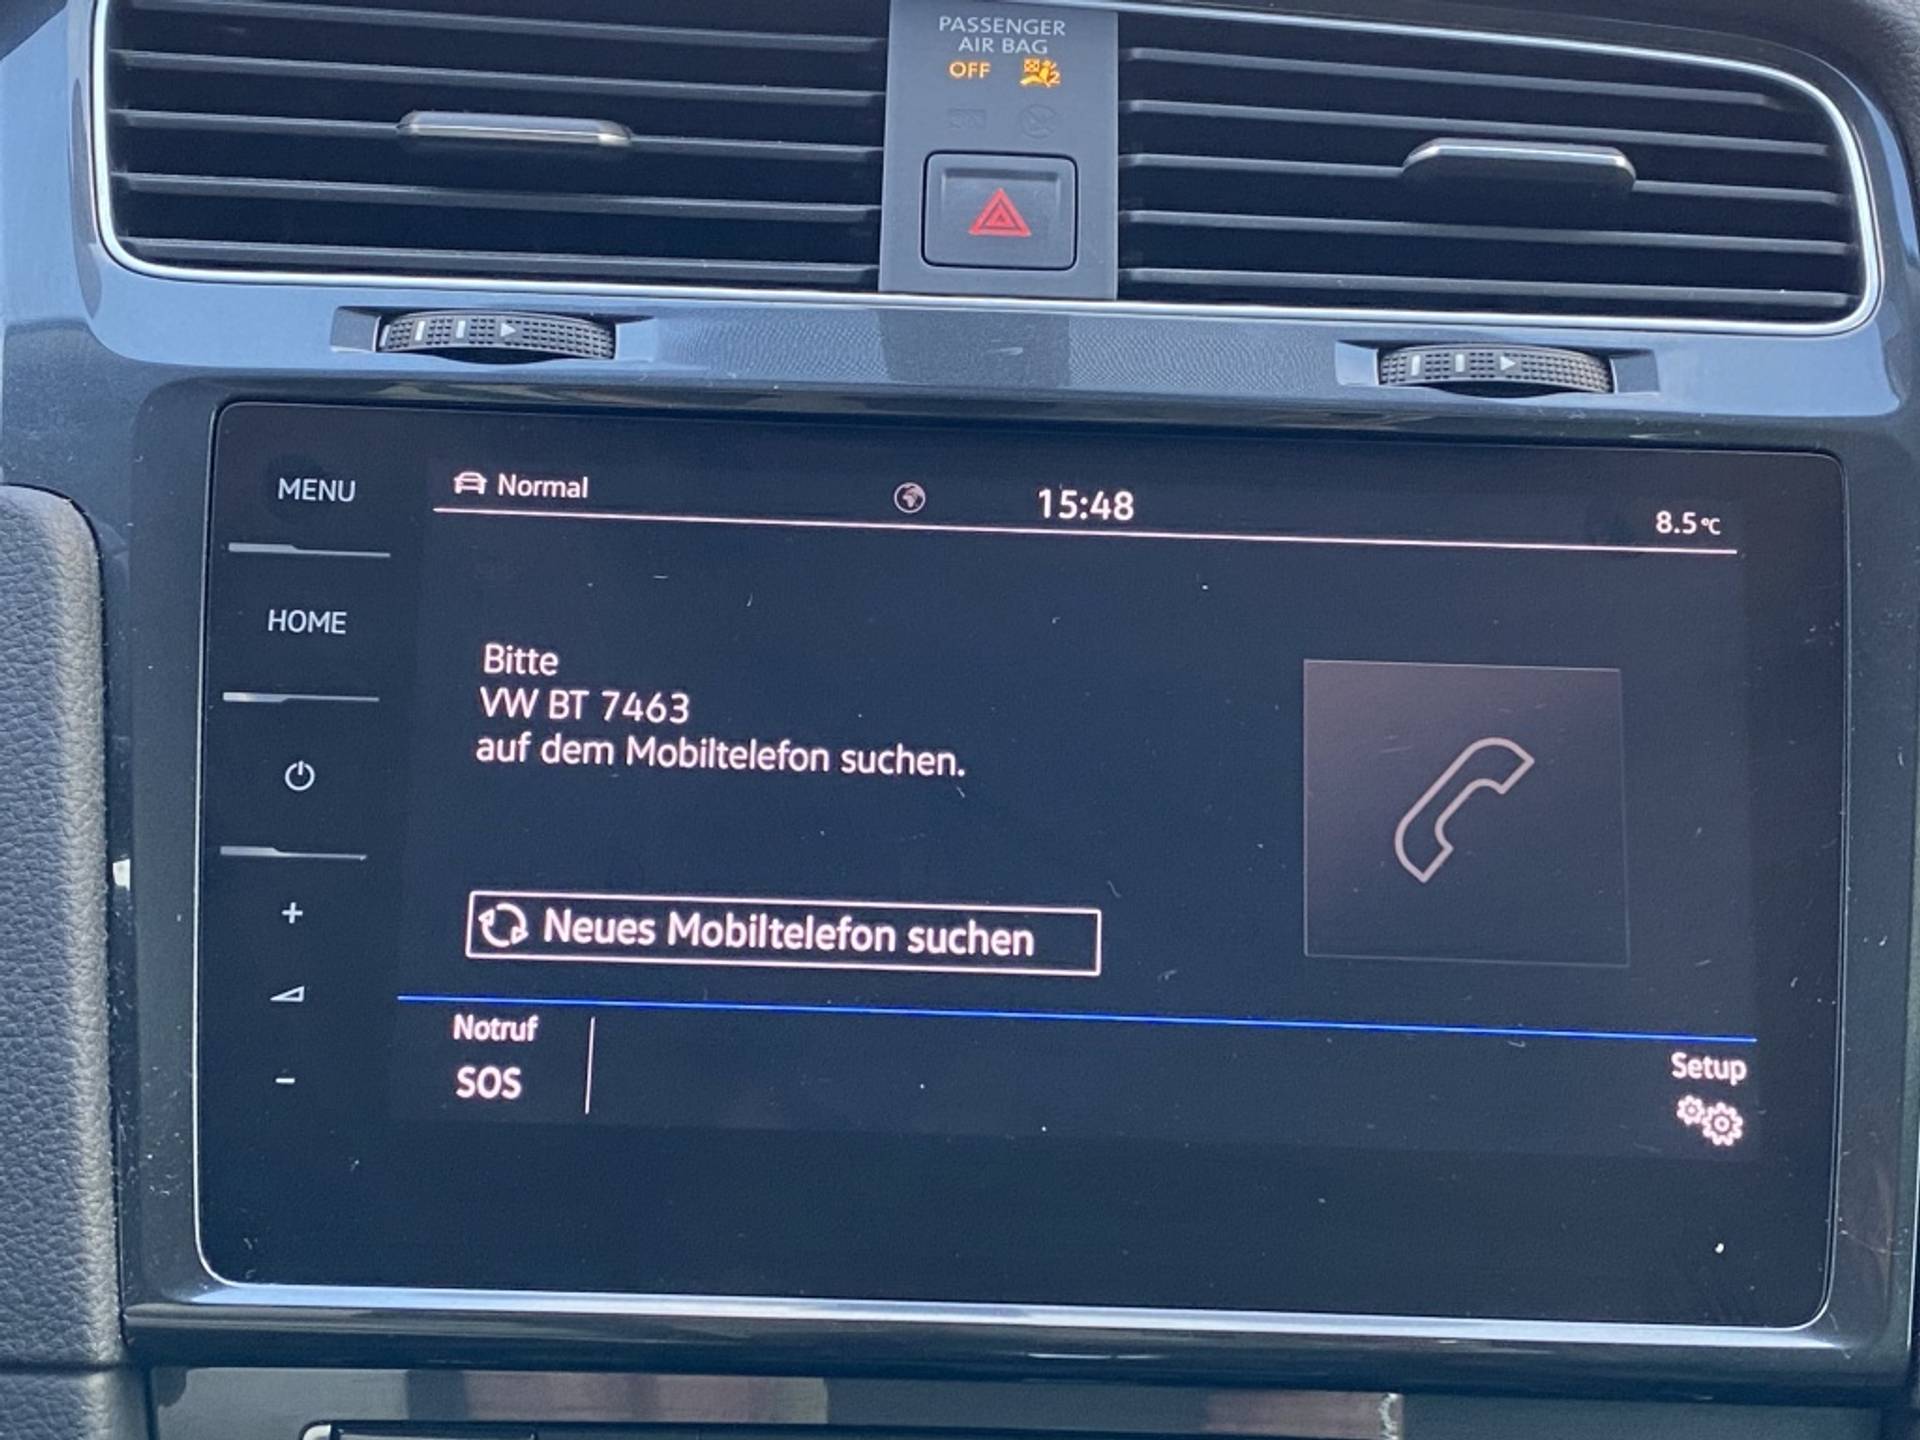 PASSENGER
AIR BAG
OFF
MENU
Normal
15:48
8.5°C
HOME
Bitte
VW BT 7463
auf dem Mobiltelefon suchen.
+
Neues Mobiltelefon suchen
-
Notruf
SOS
Setup